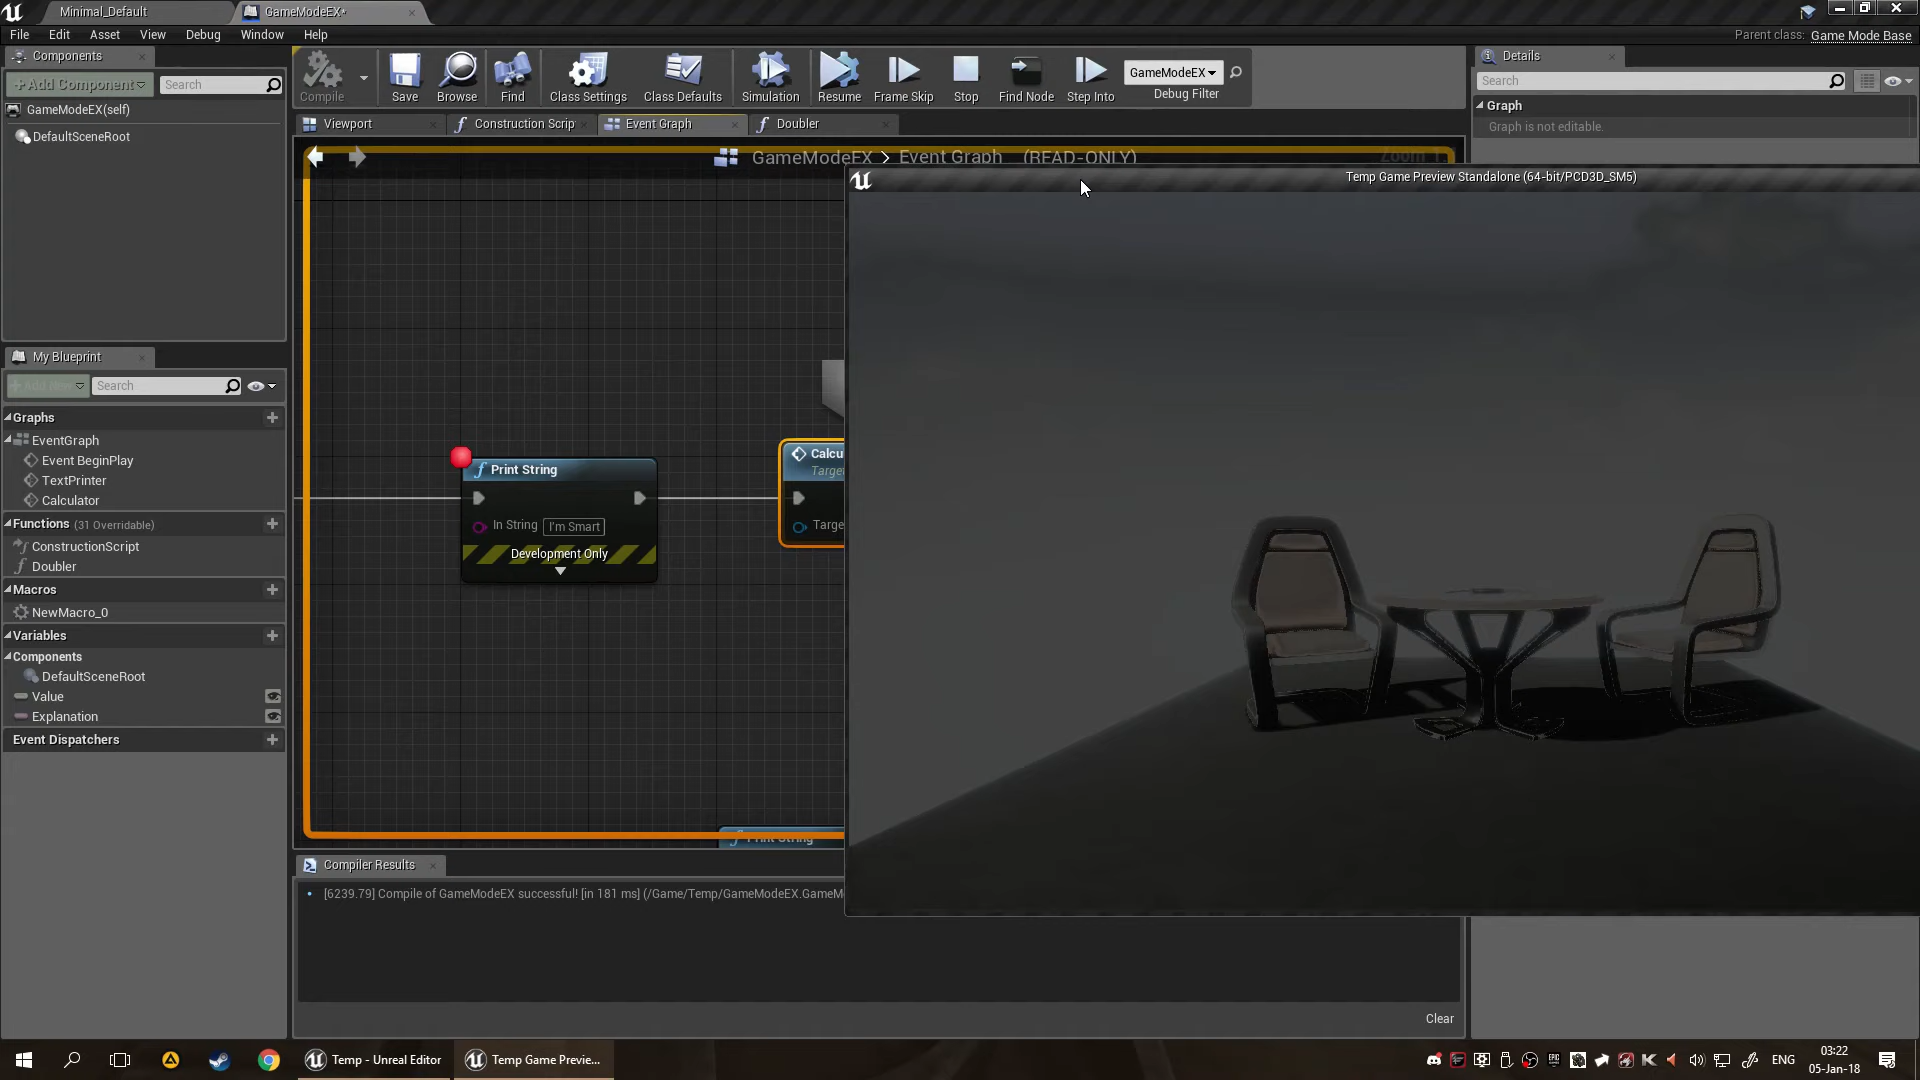 Minimal_Default
GameModeEX*
File Edit Asset View Debug Window Help
Parent class: Game Mode Base
Components
Add Component
Search
GameModeEX(self)
DefaultSceneRoot
Compile
Save
Browse
Find
Class Settings
Class Defaults
Simulation
Resume
Frame Skip
Stop
Find Node
Step Into
GameModeEX
Debug Filter
Details
Search
Graph
Graph is not editable.
Viewport
Construction Scrip
Event Graph
Doubler
GameModeEX > Event Graph (READ-ONLY)
Temp Game Preview Standalone (64-bit/PCD3D_SM5)
My Blueprint
Search
Graphs
EventGraph
Event BeginPlay
TextPrinter
Calculator
Functions (31 Overridable)
ConstructionScript
Doubler
Macros
NewMacro_0
Variables
Components
DefaultSceneRoot
Value
Explanation
Event Dispatchers
Print String
In String I'm Smart
Development Only
Calcu
Target
Targe
Print String
Compiler Results
[6239.79] Compile of GameModeEX successful! [in 181 ms] (/Game/Temp/GameModeEX.GameM
Clear
Temp - Unreal Editor
Temp Game Previe...
ENG
03:22
05-Jan-18